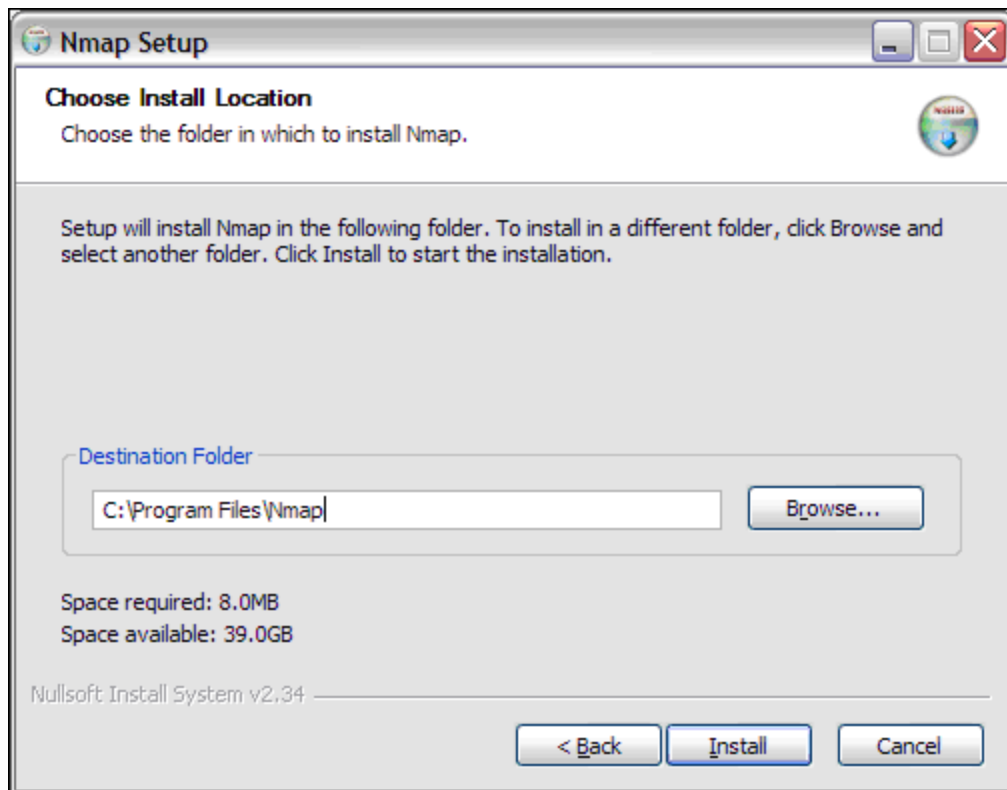 Nmap Setup
Choose Install Location
Choose the folder in which to install Nmap.
Setup will install Nmap in the following folder. To install in a different folder, click Browse and
select another folder. Click Install to start the installation.
Destination Folder
C:\Program Files\Nmap
Browse...
Space required: 8.0MB
Space available: 39.0GB
Nullsoft Install System v2.34
< Back
Install
Cancel